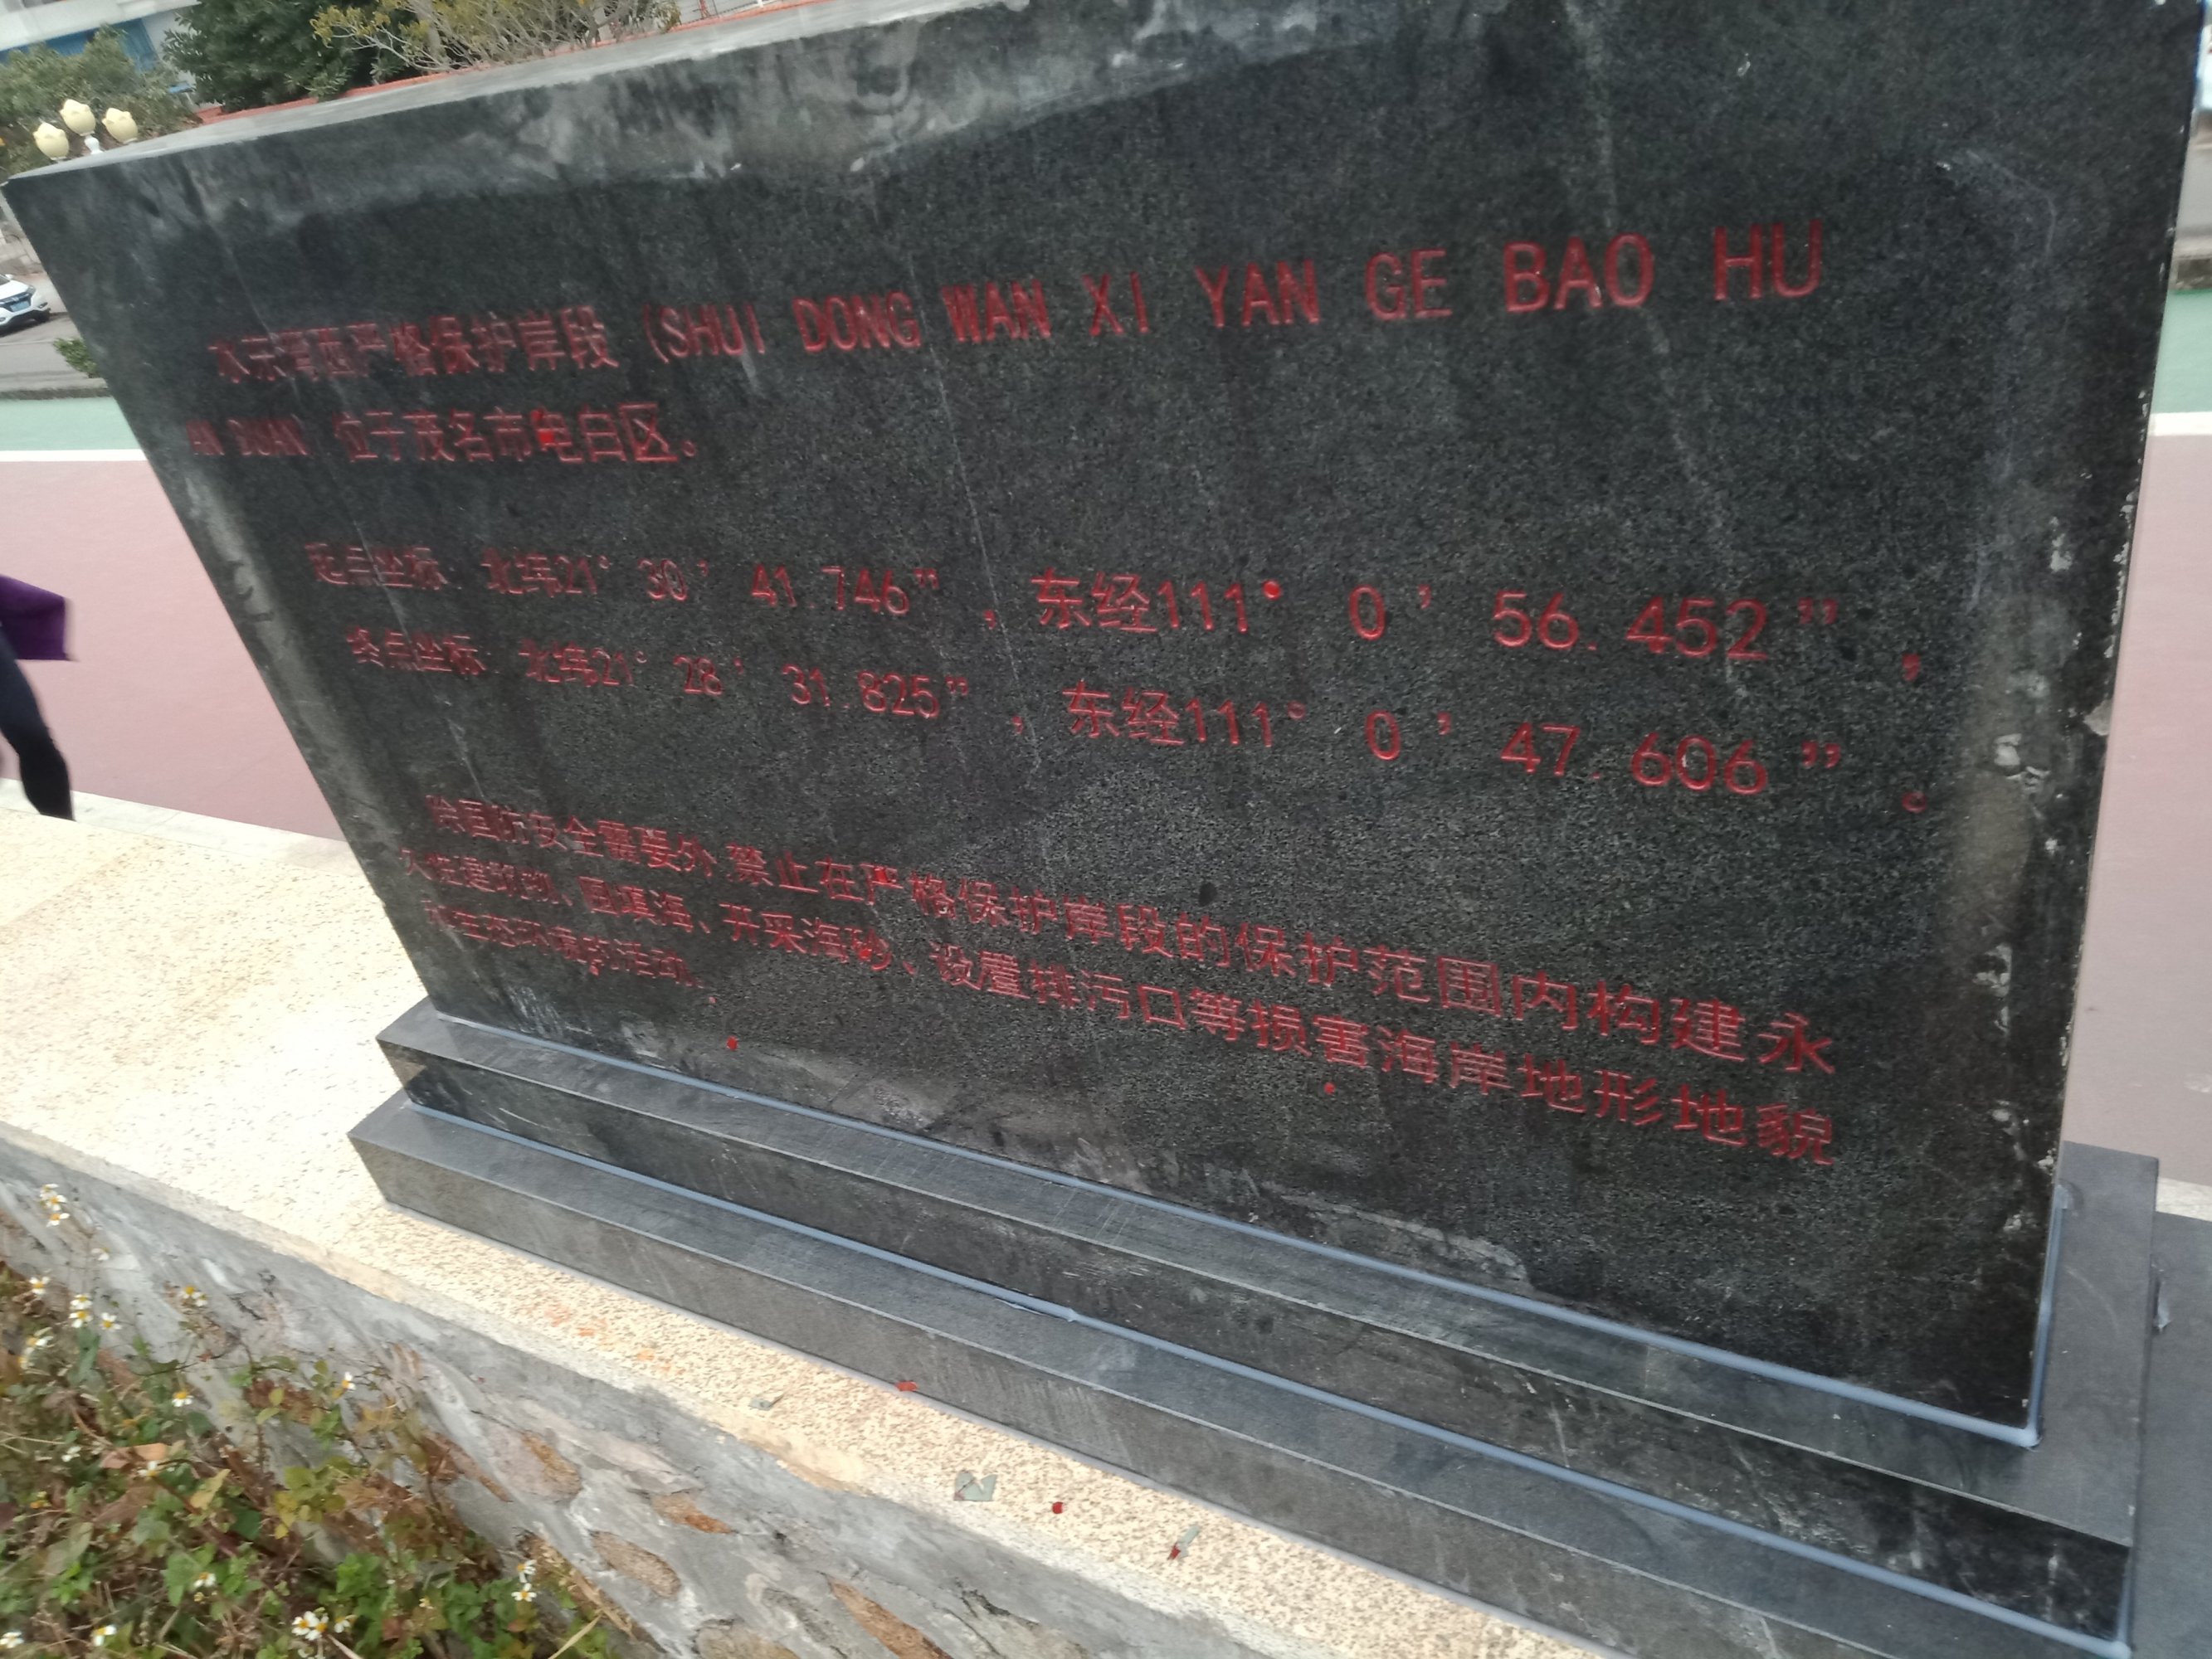 水东湾西严格保护岸段 (SHUI DONG WAN XI YAN GE BAO HU
AN DUAN) 位于茂名市电白区。
起点坐标：北纬21° 30’ 41.746”，东经111° 0’ 56.452”，
终点坐标：北纬21° 28’ 31.825”，东经111° 0’ 47.606”。
除国防安全需要外,禁止在严格保护岸段的保护范围内构建永
久性建筑物、围填海、开采海砂、设置排污口等损害海岸地形地貌
和生态环境的活动。